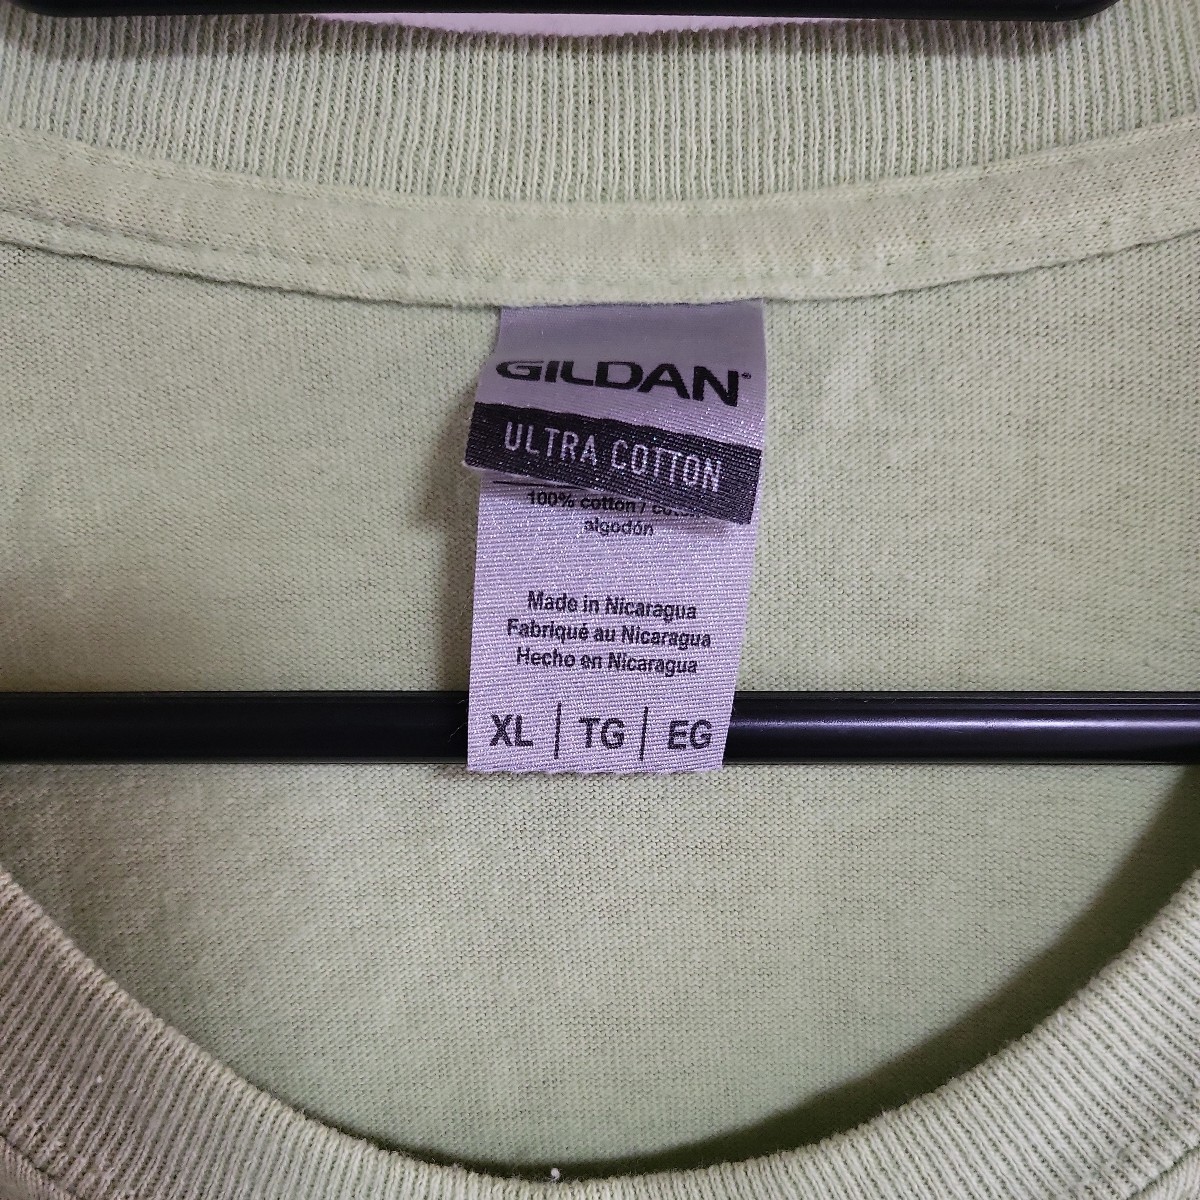 GILDAN®
ULTRA COTTON
100% cotton /
algodón
Made in Nicaragua
Fabriqué au Nicaragua
Hecho en Nicaragua
XL | TG | EG